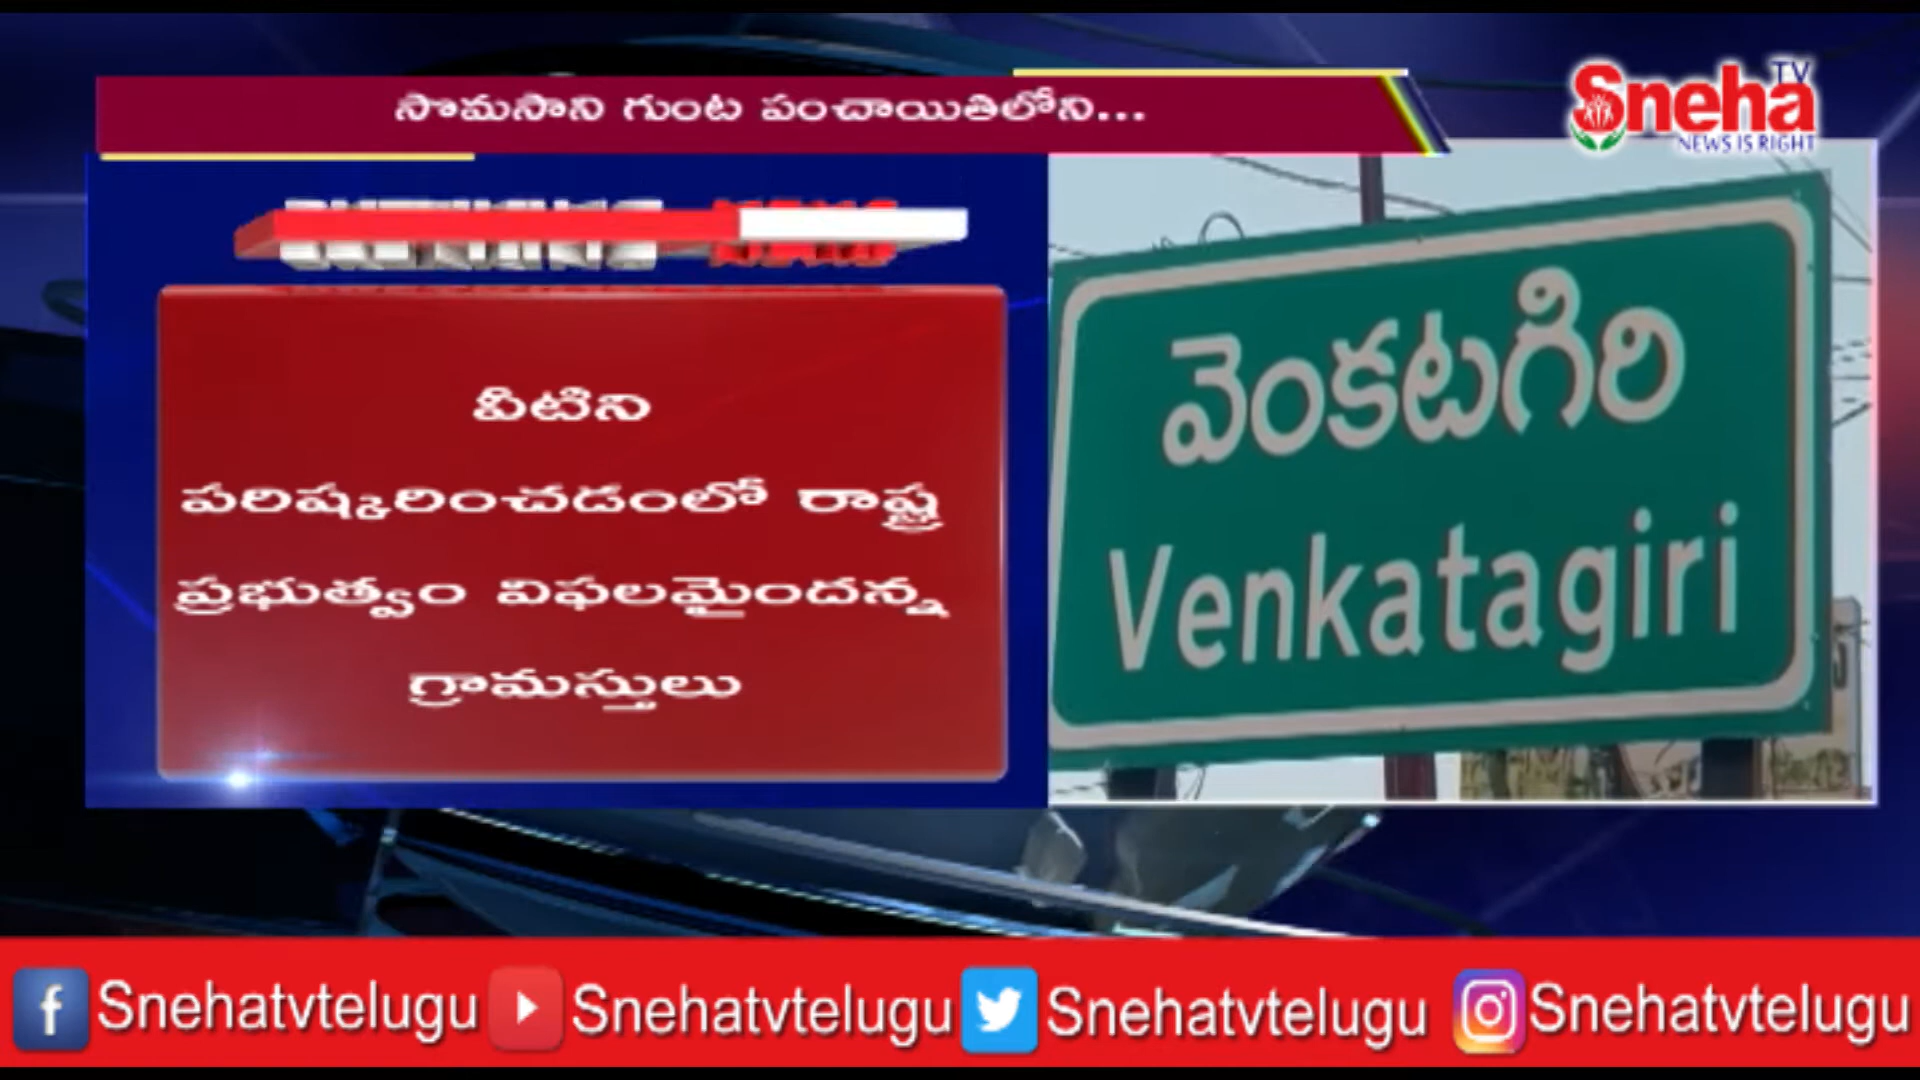 సొమసాని గుంట పంచాయితిలోని...
Sneha TV
NEWS IS RIGHT
వీటిని
పరిష్కరించడంలో రాష్ట్ర
ప్రభుత్వం విఫలమైందన్న
గ్రామస్తులు
వెంకటగిరి
Venkatagiri
Snehatvtelugu Snehatvtelugu Snehatvtelugu Snehatvtelugu